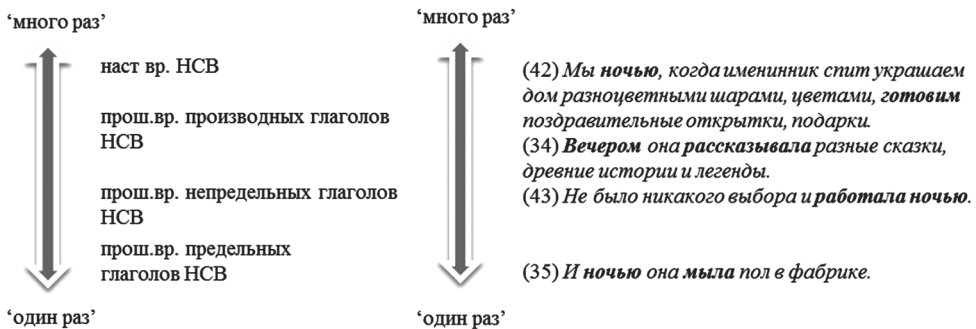 ‘много раз’
наст вр. НСВ
прош.вр. производных глаголов
НСВ
прош.вр. непредельных глаголов
НСВ
прош.вр. предельных
глаголов НСВ
‘один раз’
‘много раз’
(42) Мы ночью, когда именинник спит украшаем
дом разноцветными шарами, цветами, готовим
поздравительные открытки, подарки.
(34) Вечером она рассказывала разные сказки,
древние истории и легенды.
(43) Не было никакого выбора и работала ночью.
(35) И ночью она мыла пол в фабрике.
‘один раз’